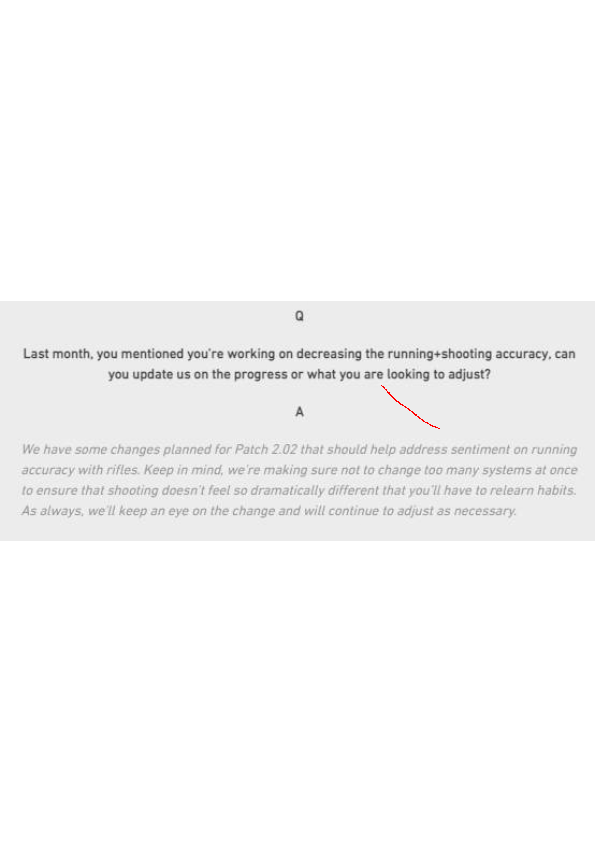 Q
Last month, you mentioned you're working on decreasing the running+shooting accuracy, can
you update us on the progress or what you are looking to adjust?
A
We have some changes planned for Patch 2.02 that should help address sentiment on running
accuracy with rifles. Keep in mind, we're making sure not to change too many systems at once
to ensure that shooting doesn't feel so dramatically different that you'll have to relearn habits.
As always, we'll keep an eye on the change and will continue to adjust as necessary.